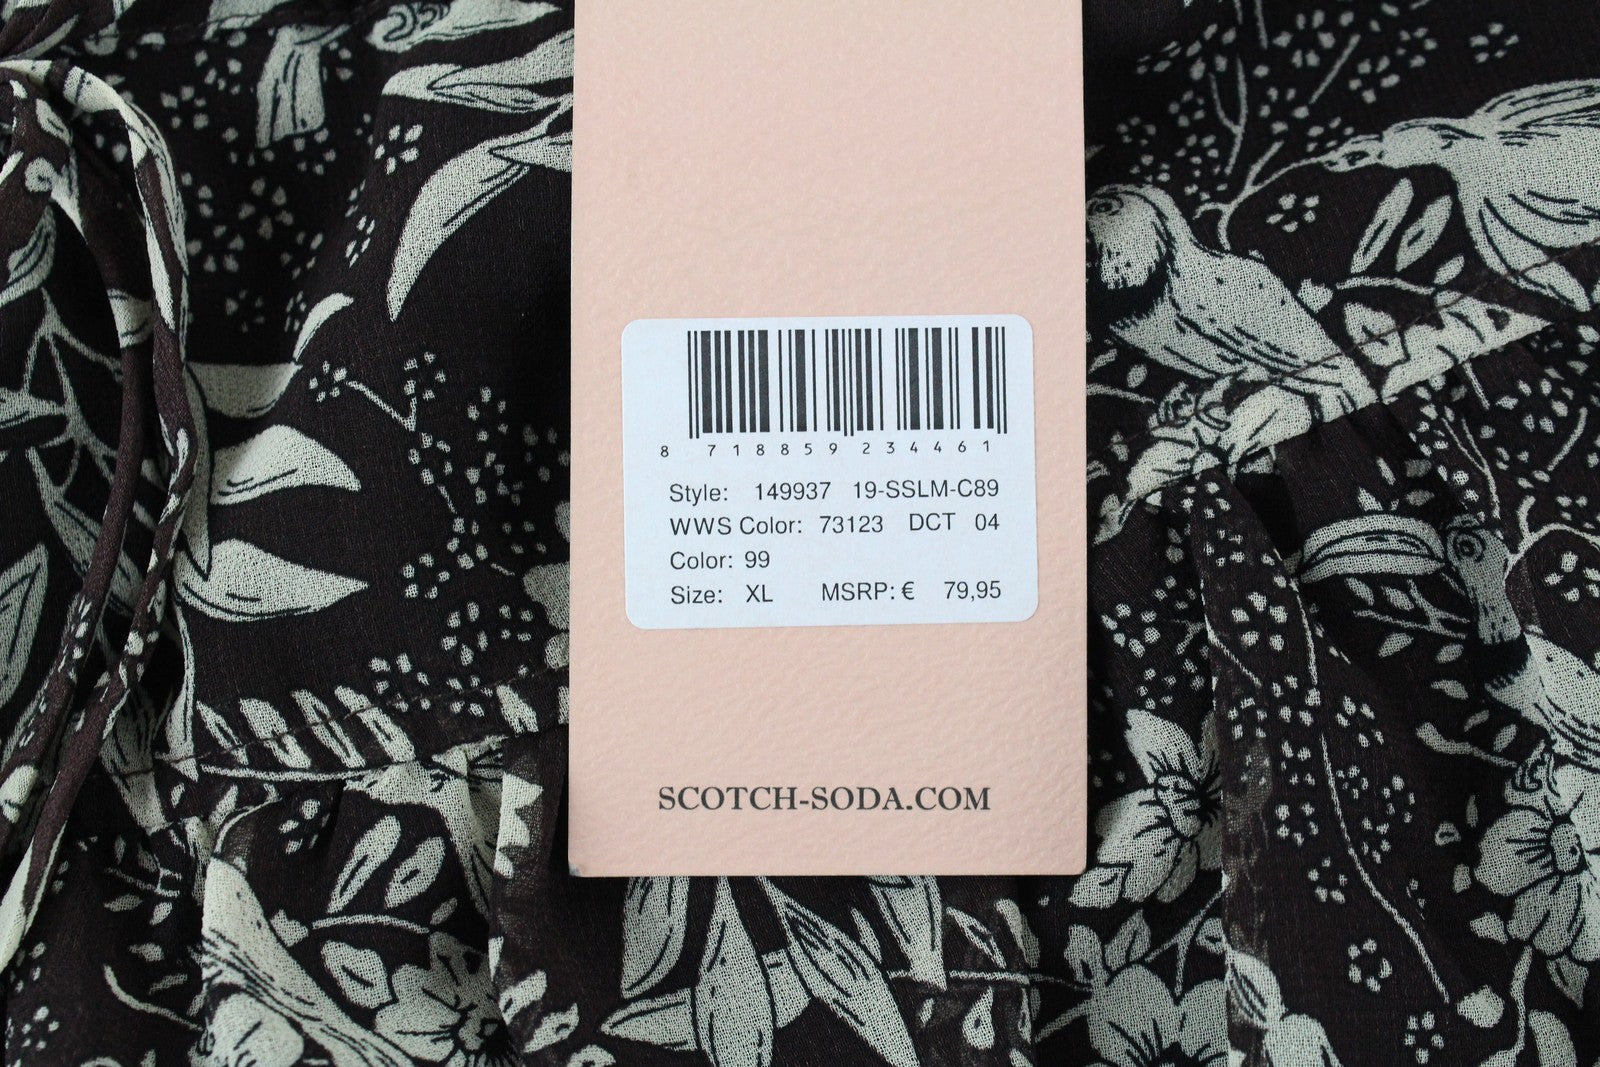 8 718859 234461
Style: 149937 19-SSLM-C89
WWS Color: 73123 DCT 04
Color: 99
Size: XL MSRP: € 79,95
SCOTCH-SODA.COM